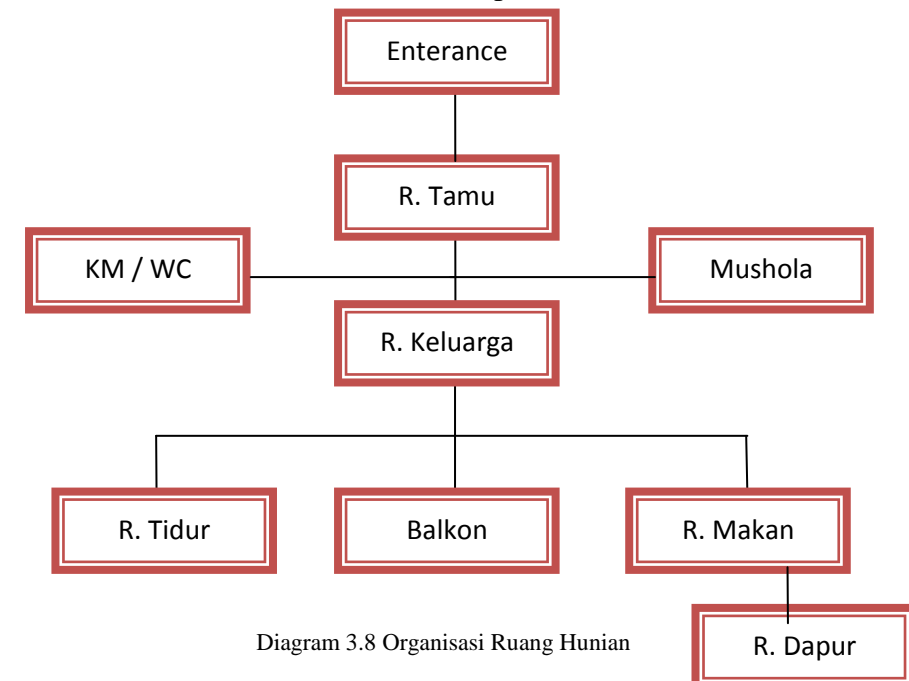 Enterance
R. Tamu
KM / WC
Mushola
R. Keluarga
R. Tidur
Balkon
R. Makan
Diagram 3.8 Organisasi Ruang Hunian
R. Dapur